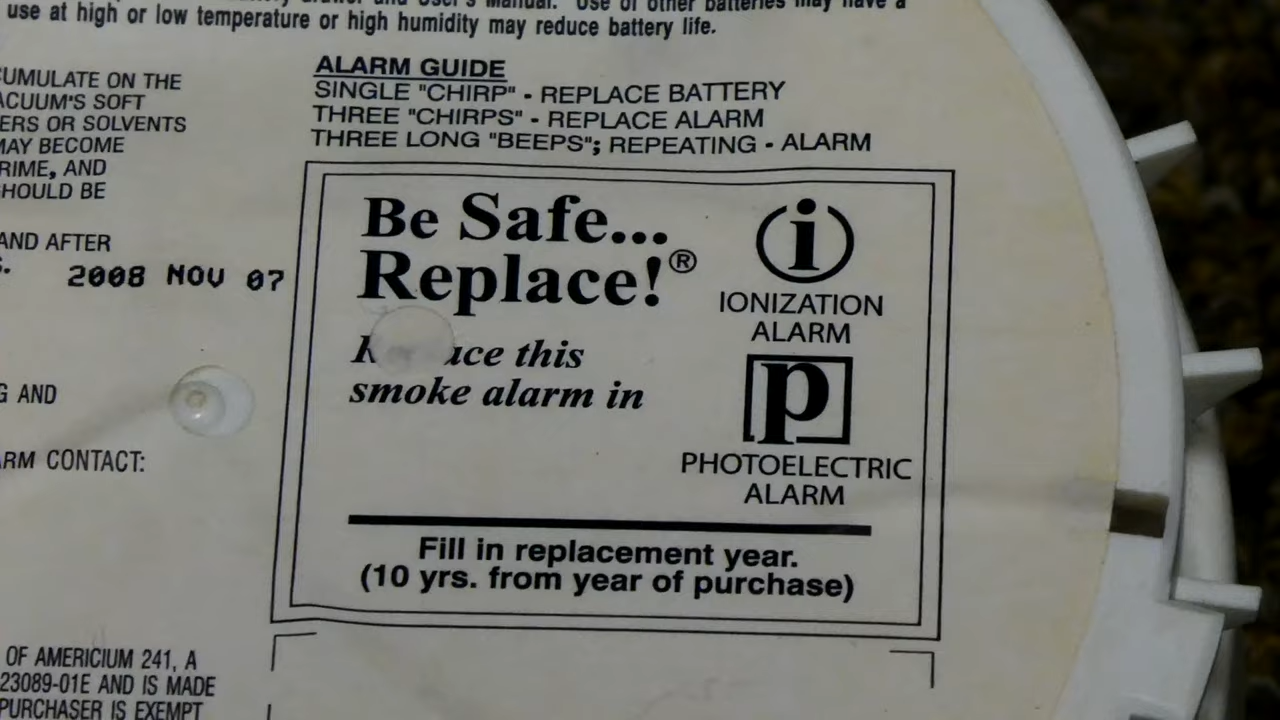 use at high or low temperature or high humidity may reduce battery life.
CUMULATE ON THE
ACUUM'S SOFT
ERS OR SOLVENTS
MAY BECOME
RIME, AND
SHOULD BE
AND AFTER
2008 NOV 07
G AND
ARM CONTACT:
OF AMERICIUM 241, A
23089-01E AND IS MADE
PURCHASER IS EXEMPT
ALARM GUIDE
SINGLE "CHIRP" - REPLACE BATTERY
THREE "CHIRPS" - REPLACE ALARM
THREE LONG "BEEPS"; REPEATING - ALARM
Be Safe...
Replace!®
this
smoke alarm in
i
IONIZATION
ALARM
p
PHOTOELECTRIC
ALARM
Fill in replacement year.
(10 yrs. from year of purchase)